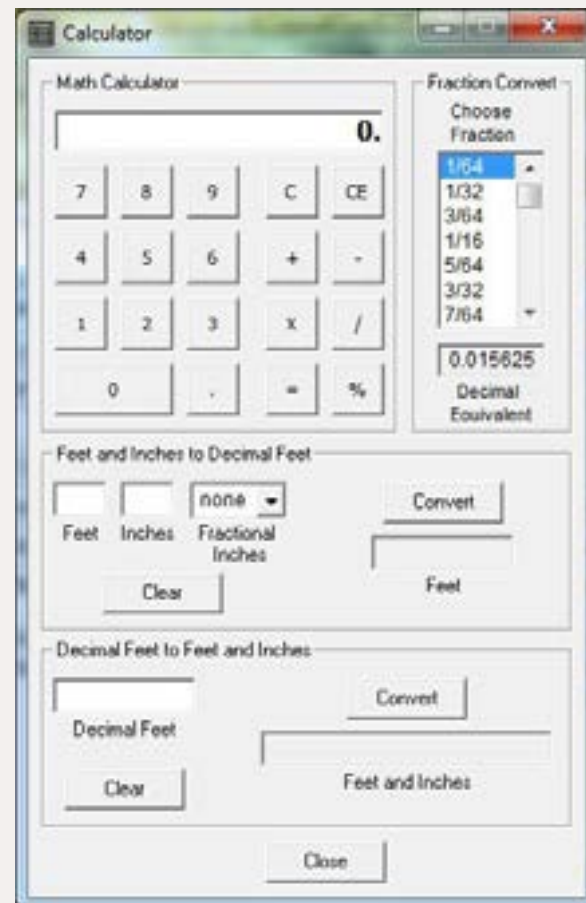 Calculator
Math Calculator
0.
7 8 9 C CE
4 5 6 + -
1 2 3 X /
0 . = %
Fraction Convert
Choose
Fraction
1/64
1/32
3/64
1/16
5/64
3/32
7/64
0.015625
Decimal
Equivalent
Feet and Inches to Decimal Feet
none
Convert
Feet Inches Fractional
Inches
Clear
Feet
Decimal Feet to Feet and Inches
Convert
Decimal Feet
Clear
Feet and Inches
Close